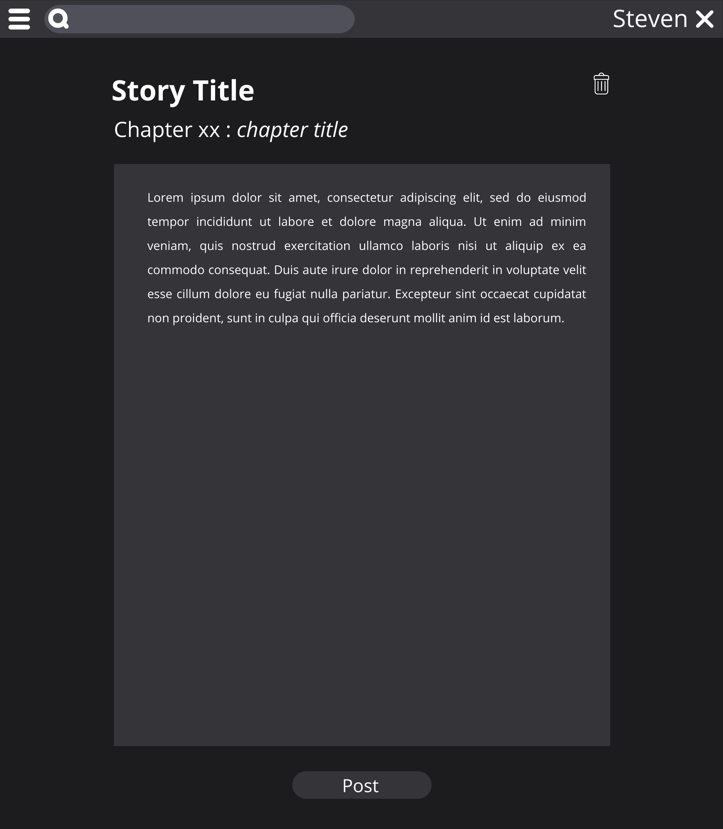 Steven
Story Title
Chapter xx : chapter title
Lorem ipsum dolor sit amet, consectetur adipiscing elit, sed do eiusmod
tempor incididunt ut labore et dolore magna aliqua. Ut enim ad minim
veniam, quis nostrud exercitation ullamco laboris nisi ut aliquip ex ea
commodo consequat. Duis aute irure dolor in reprehenderit in voluptate velit
esse cillum dolore eu fugiat nulla pariatur. Excepteur sint occaecat cupidatat
non proident, sunt in culpa qui officia deserunt mollit anim id est laborum.
Post